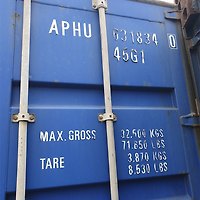 APHU 631834 0
45G1
MAX. GROSS 32.500 KGS
71.650 LBS
TARE 3.870 KGS
8.530 LBS